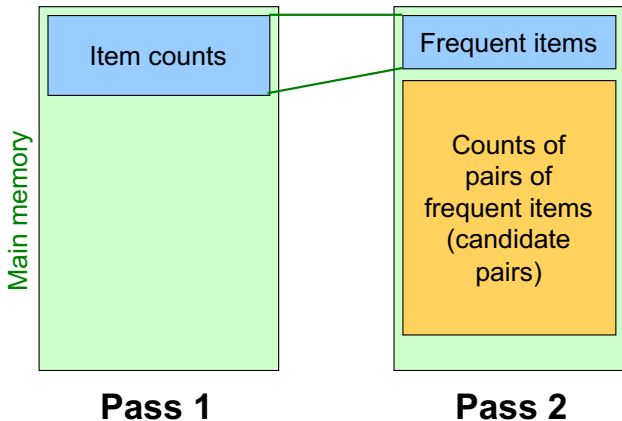 Main memory
Item counts
Frequent items
Counts of
pairs of
frequent items
(candidate
pairs)
Pass 1
Pass 2